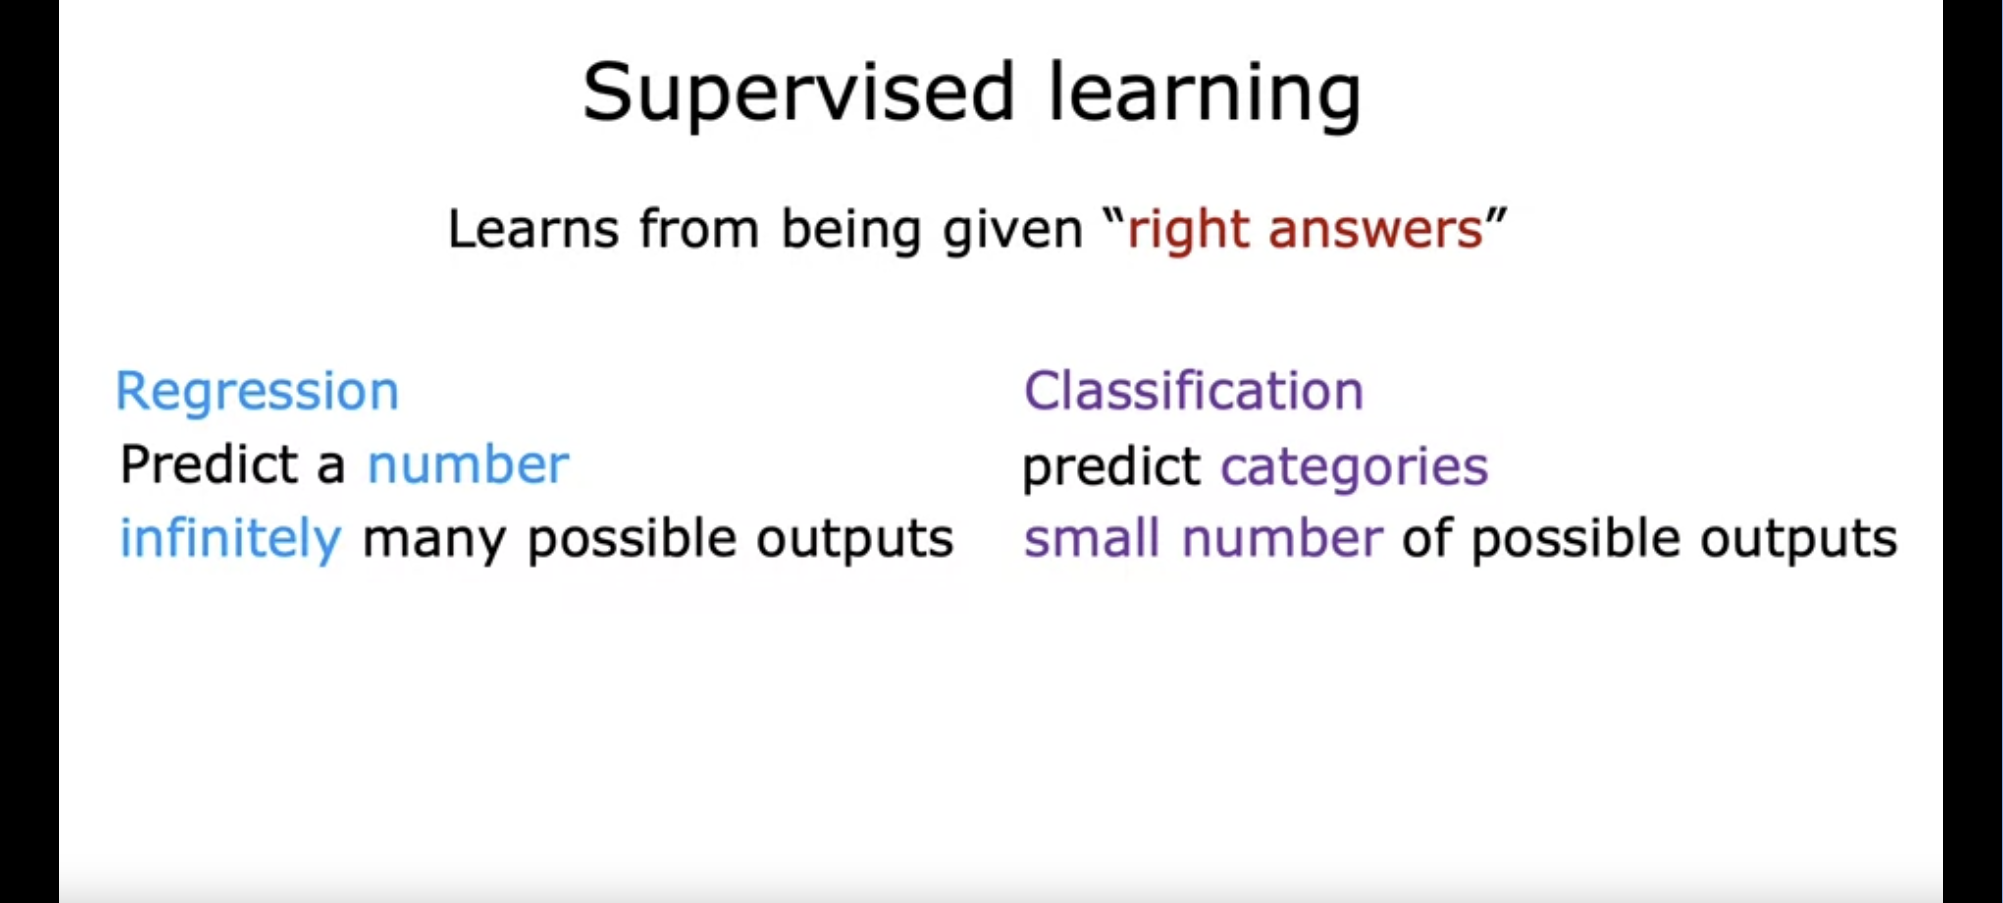 Supervised learning
Learns from being given “right answers”
Regression
Predict a number
infinitely many possible outputs
Classification
predict categories
small number of possible outputs